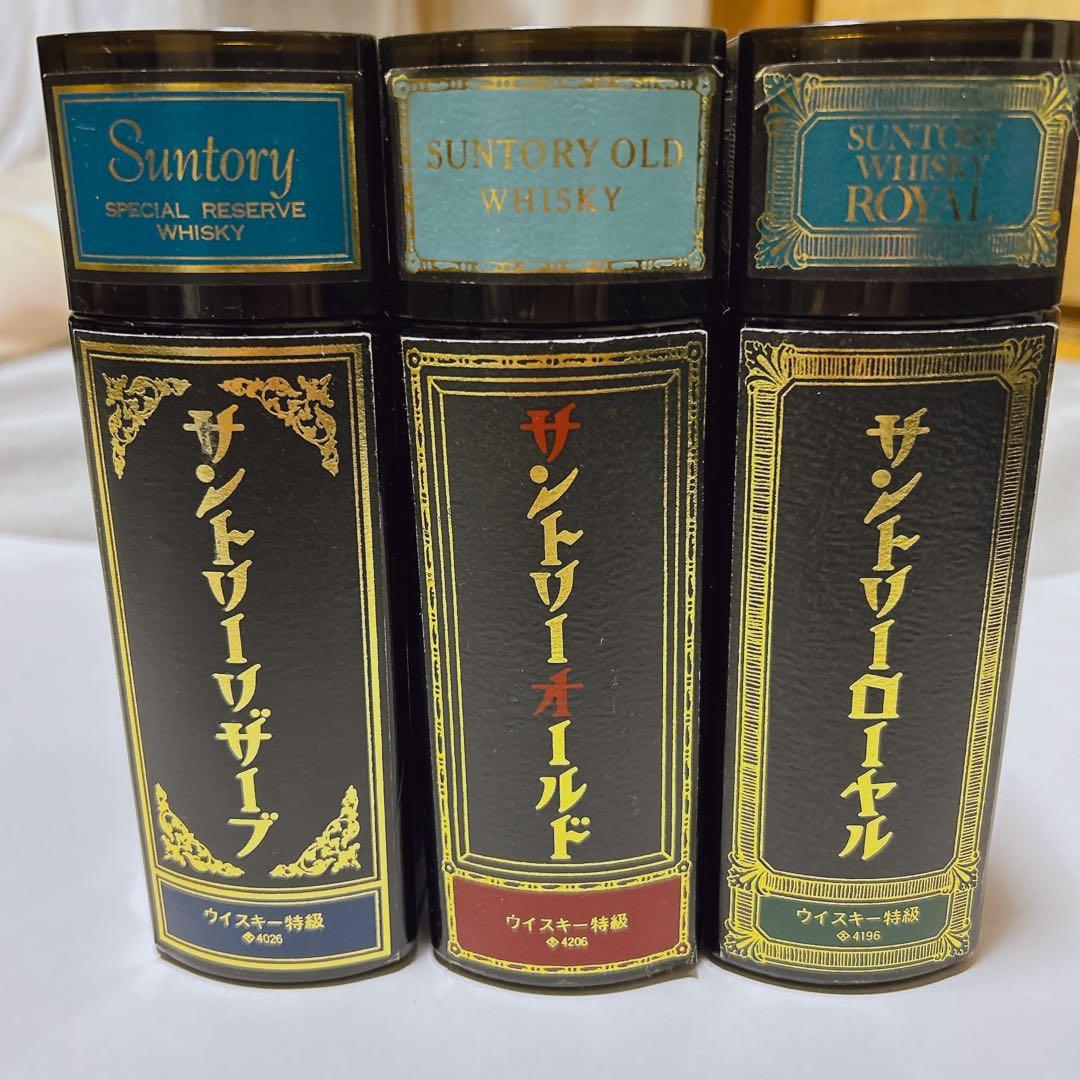 Suntory
SPECIAL RESERVE
WHISKY
サントリーリザーブ
ウイスキー特級
4026
SUNTORY OLD
WHISKY
サントリーオールド
ウイスキー特級
4206
SUNTORY
WHISKY
ROYAL
サントリーローヤル
ウイスキー特級
4196